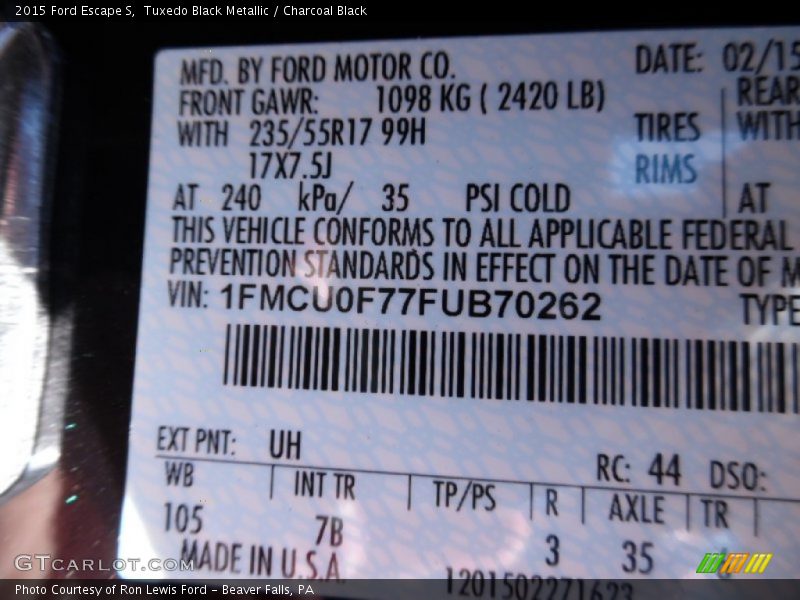 2015 Ford Escape S, Tuxedo Black Metallic / Charcoal Black
MFD. BY FORD MOTOR CO. DATE: 02/15
FRONT GAWR: 1098 KG ( 2420 LB) REAR
WITH 235/55R17 99H TIRES WITH
17X7.5J RIMS
AT 240 kPa/ 35 PSI COLD AT
THIS VEHICLE CONFORMS TO ALL APPLICABLE FEDERAL
PREVENTION STANDARDS IN EFFECT ON THE DATE OF M
VIN: 1FMCU0F77FUB70262 TYPE
EXT PNT: UH RC: 44 DSO:
WB INT TR TP/PS R AXLE TR
105 7B 3 35
MADE IN U.S.A. 1201502271623
GTCARLOT.COM
Photo Courtesy of Ron Lewis Ford - Beaver Falls, PA